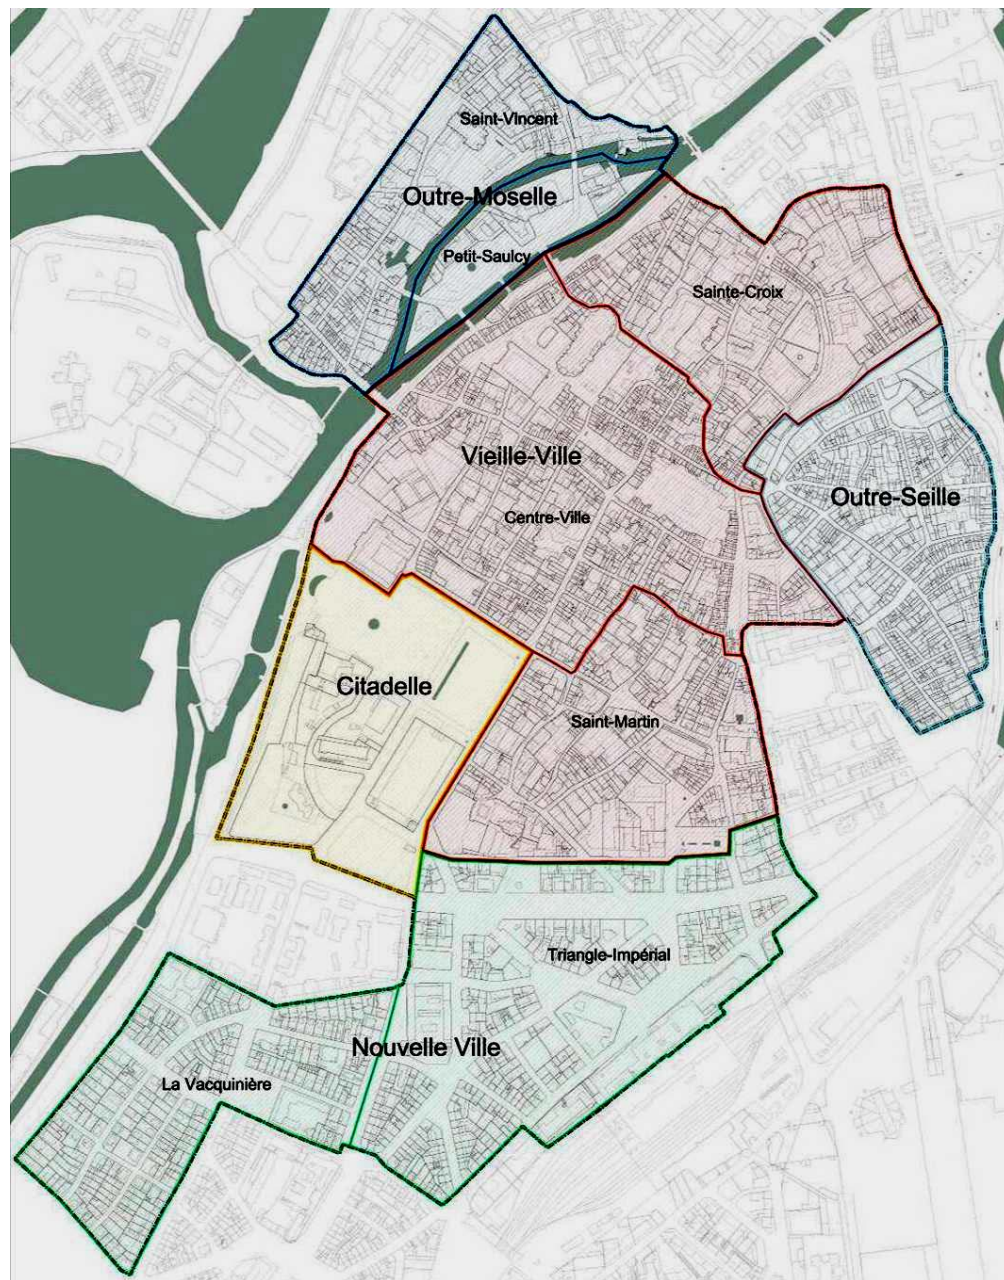 Saint-Vincent
Outre-Moselle
Petit-Saulcy
Sainte-Croix
Vieille-Ville
Outre-Seille
Centre-Ville
Citadelle
Saint-Martin
Triangle-Impérial
Nouvelle Ville
La Vacquinière